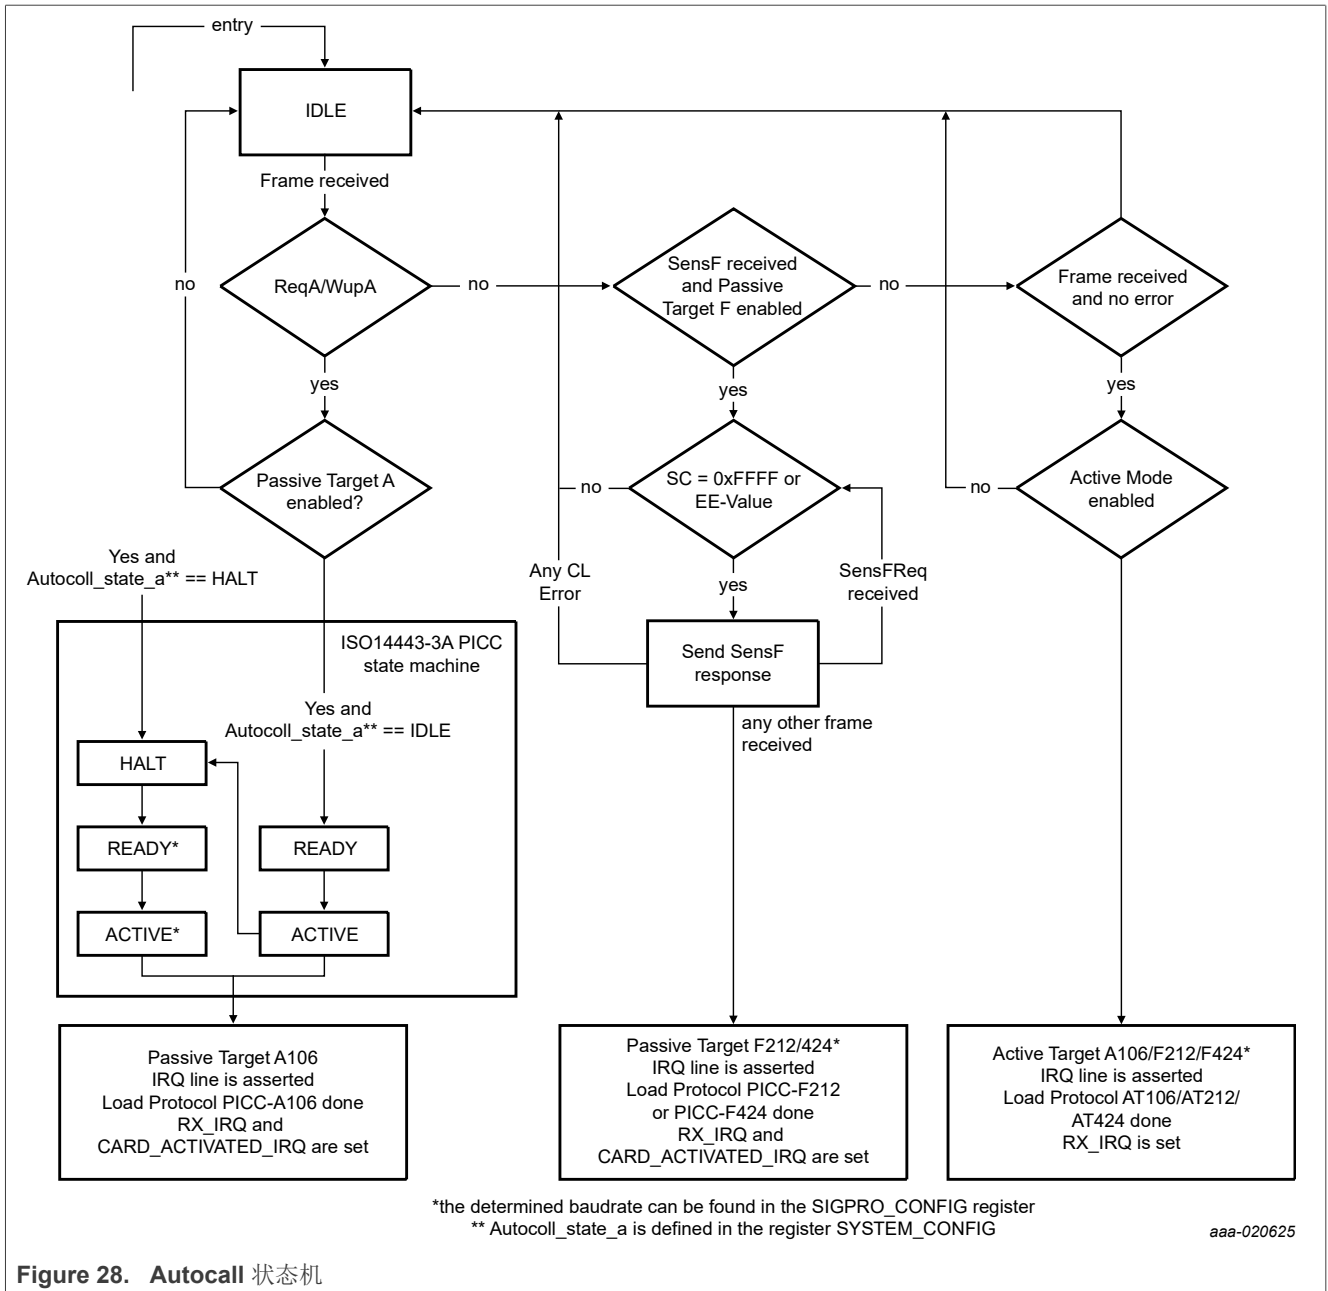 entry
IDLE
Frame received
ReqA/WupA
no
no
SensF received
and Passive
Target F enabled
no
Frame received
and no error
yes
yes
yes
Passive Target A
enabled?
no
SC = 0xFFFF or
EE-Value
no
Active Mode
enabled
Yes and
Autocoll_state_a** == HALT
Any CL
Error
yes
SensFReq
received
ISO14443-3A PICC
state machine
Send SensF
response
Yes and
Autocoll_state_a** == IDLE
any other frame
received
HALT
READY*
READY
ACTIVE*
ACTIVE
Passive Target A106
IRQ line is asserted
Load Protocol PICC-A106 done
RX_IRQ and
CARD_ACTIVATED_IRQ are set
Passive Target F212/424*
IRQ line is asserted
Load Protocol PICC-F212
or PICC-F424 done
RX_IRQ and
CARD_ACTIVATED_IRQ are set
Active Target A106/F212/F424*
IRQ line is asserted
Load Protocol AT106/AT212/
AT424 done
RX_IRQ is set
*the determined baudrate can be found in the SIGPRO_CONFIG register
** Autocoll_state_a is defined in the register SYSTEM_CONFIG
aaa-020625
Figure 28. Autocall 状态机